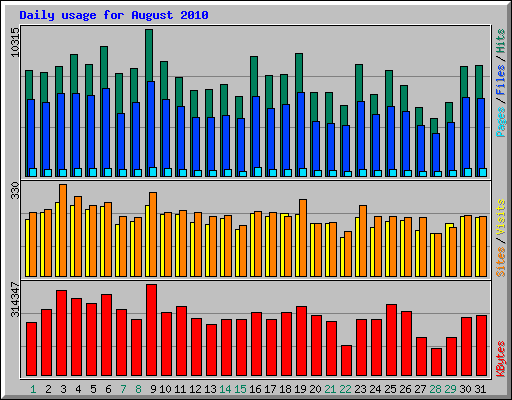 Daily usage for August 2010
10315
Pages / Files / Hits
330
Sites / Visits
314347
KBytes
1 2 3 4 5 6 7 8 9 10 11 12 13 14 15 16 17 18 19 20 21 22 23 24 25 26 27 28 29 30 31